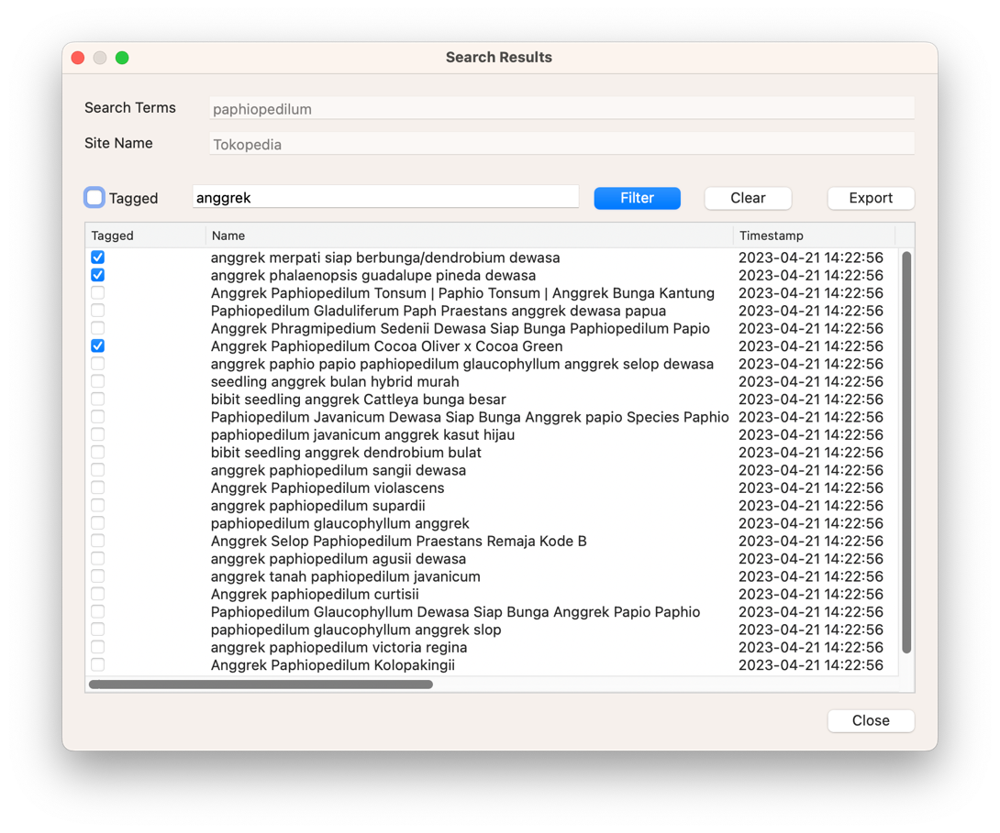 Search Results
Search Terms paphiopedilum
Site Name Tokopedia
Tagged anggrek Filter Clear Export
Tagged Name Timestamp
anggrek merpati siap berbunga/dendrobium dewasa 2023-04-21 14:22:56
anggrek phalaenopsis guadalupe pineda dewasa 2023-04-21 14:22:56
Anggrek Paphiopedilum Tonsum | Paphio Tonsum | Anggrek Bunga Kantung 2023-04-21 14:22:56
Paphiopedilum Gladuliferum Paph Praestans anggrek dewasa papua 2023-04-21 14:22:56
Anggrek Phragmipedium Sedenii Dewasa Siap Bunga Paphiopedilum Papio 2023-04-21 14:22:56
Anggrek Paphiopedilum Cocoa Oliver x Cocoa Green 2023-04-21 14:22:56
anggrek paphio papio paphiopedilum glaucophyllum anggrek selop dewasa 2023-04-21 14:22:56
seedling anggrek bulan hybrid murah 2023-04-21 14:22:56
bibit seedling anggrek Cattleya bunga besar 2023-04-21 14:22:56
Paphiopedilum Javanicum Dewasa Siap Bunga Anggrek papio Species Paphio 2023-04-21 14:22:56
paphiopedilum javanicum anggrek kasut hijau 2023-04-21 14:22:56
bibit seedling anggrek dendrobium bulat 2023-04-21 14:22:56
anggrek paphiopedilum sangii dewasa 2023-04-21 14:22:56
Anggrek Paphiopedilum violascens 2023-04-21 14:22:56
anggrek paphiopedilum supardii 2023-04-21 14:22:56
paphiopedilum glaucophyllum anggrek 2023-04-21 14:22:56
Anggrek Selop Paphiopedilum Praestans Remaja Kode B 2023-04-21 14:22:56
anggrek paphiopedilum agusii dewasa 2023-04-21 14:22:56
anggrek tanah paphiopedilum javanicum 2023-04-21 14:22:56
Anggrek paphiopedilum curtisii 2023-04-21 14:22:56
Paphiopedilum Glaucophyllum Dewasa Siap Bunga Anggrek Papio Paphio 2023-04-21 14:22:56
paphiopedilum glaucophyllum anggrek slop 2023-04-21 14:22:56
anggrek paphiopedilum victoria regina 2023-04-21 14:22:56
Anggrek Paphiopedilum Kolopakingii 2023-04-21 14:22:56
Close